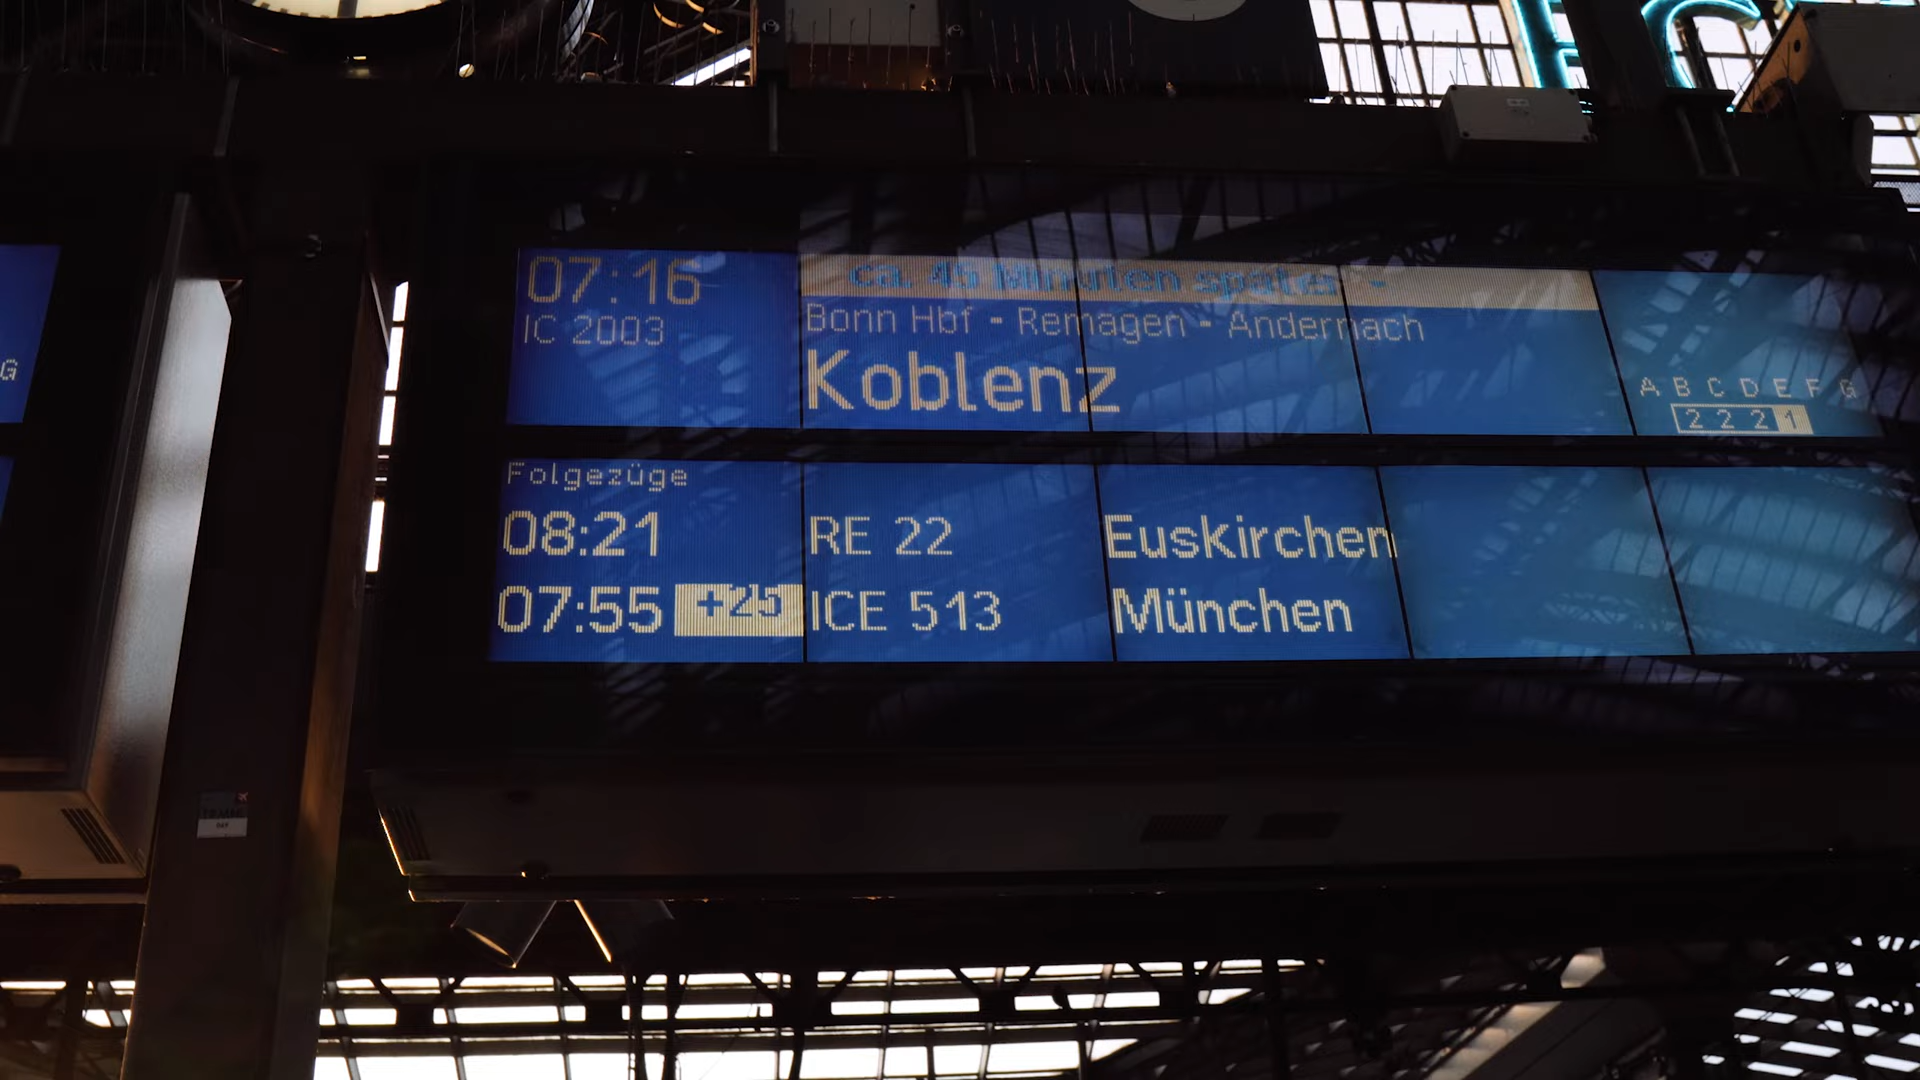 07:16 ca. 45 Minuten später
IC 2003 Bonn Hbf - Remagen - Andernach
Koblenz
A B C D E F G
2 2 2 1
Folgezüge
08:21 RE 22 Euskirchen
07:55 +25 ICE 513 München
G